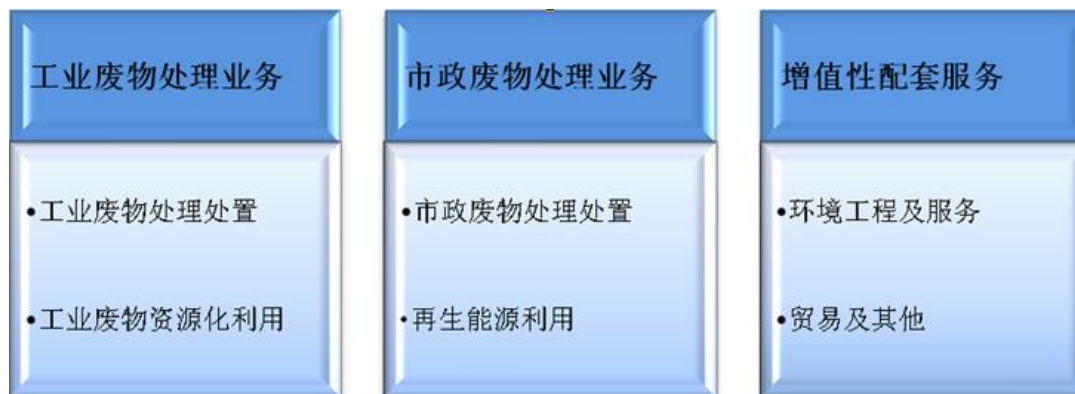 工业废物处理业务
•工业废物处理处置
•工业废物资源化利用
市政废物处理业务
•市政废物处理处置
•再生能源利用
增值性配套服务
•环境工程及服务
•贸易及其他